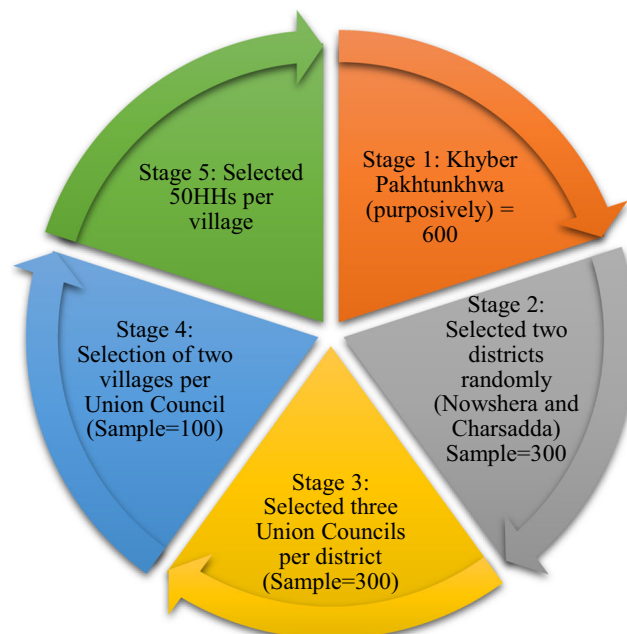 Stage 1: Khyber
Pakhtunkhwa
(purposively) =
600
Stage 2:
Selected two
districts
randomly
(Nowshera and
Charsadda)
Sample=300
Stage 3:
Selected three
Union Councils
per district
(Sample=300)
Stage 4:
Selection of two
villages per
Union Council
(Sample=100)
Stage 5: Selected
50HHs per
village